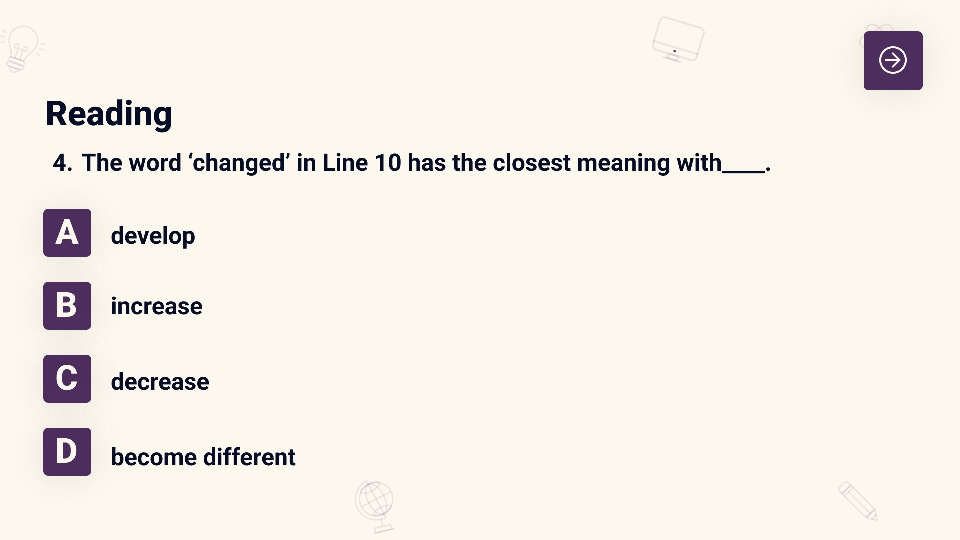 Reading
4. The word ‘changed’ in Line 10 has the closest meaning with____.
A develop
B increase
C decrease
D become different